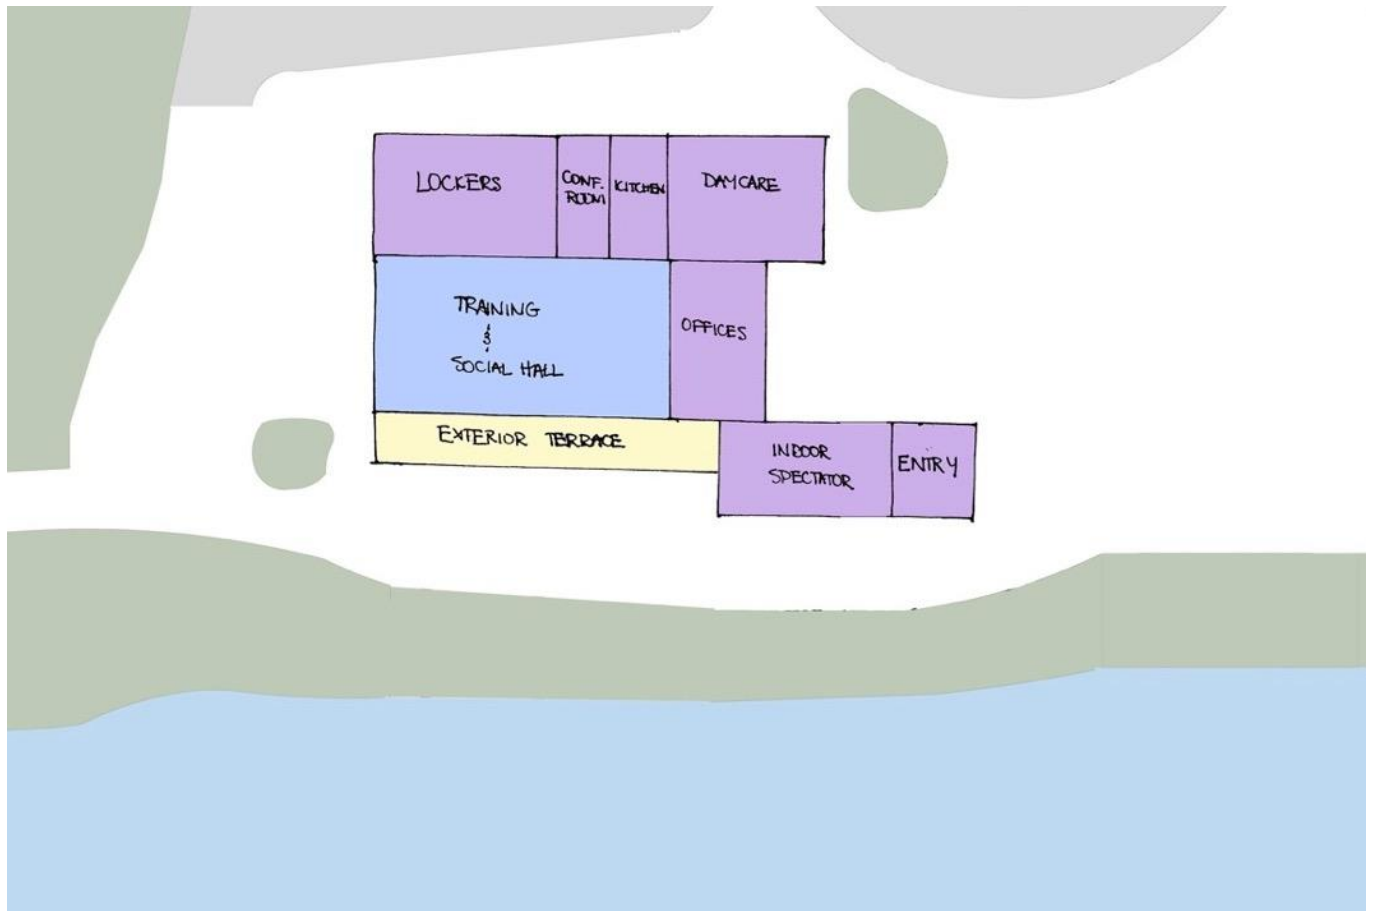 LOCKERS
CONF.
ROOM
KITCHEN
DAYCARE
TRAINING
&
SOCIAL HALL
OFFICES
EXTERIOR TERRACE
INDOOR
SPECTATOR
ENTRY